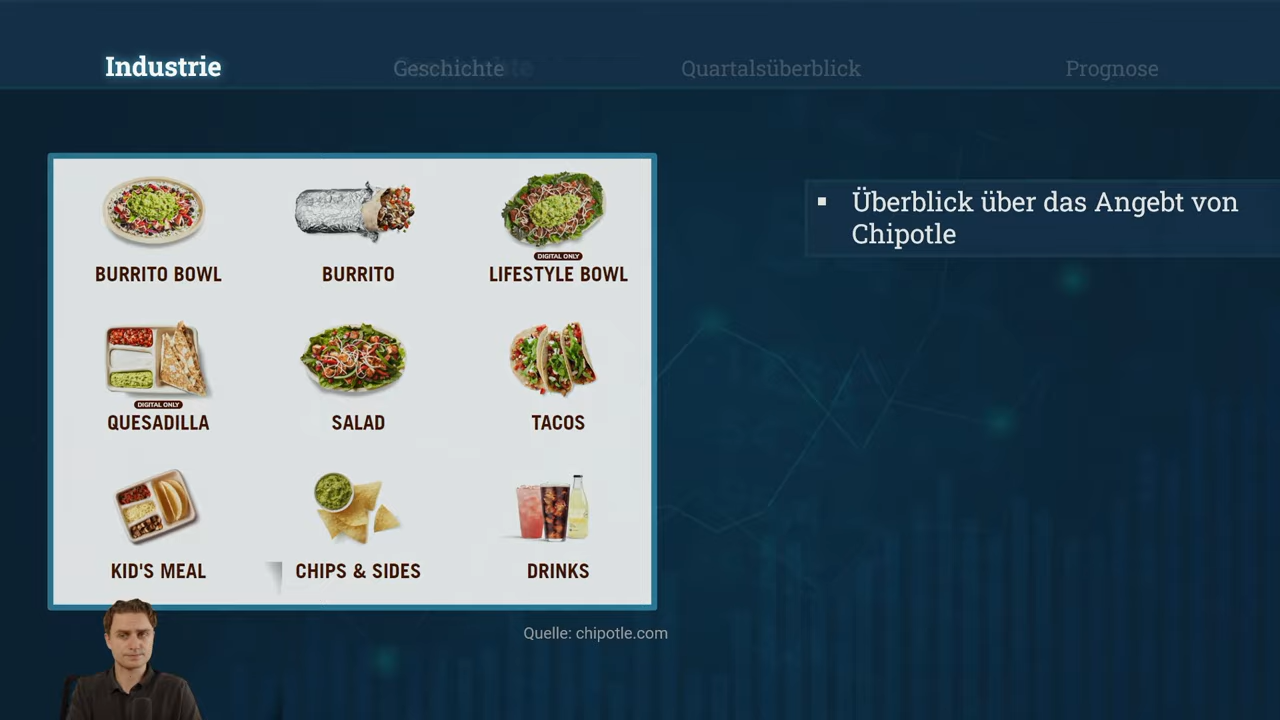 Industrie
Geschichte
Quartalsüberblick
Prognose
▪ Überblick über das Angebt von
Chipotle
BURRITO BOWL
BURRITO
DIGITAL ONLY
LIFESTYLE BOWL
DIGITAL ONLY
QUESADILLA
SALAD
TACOS
KID'S MEAL
CHIPS & SIDES
DRINKS
Quelle: chipotle.com